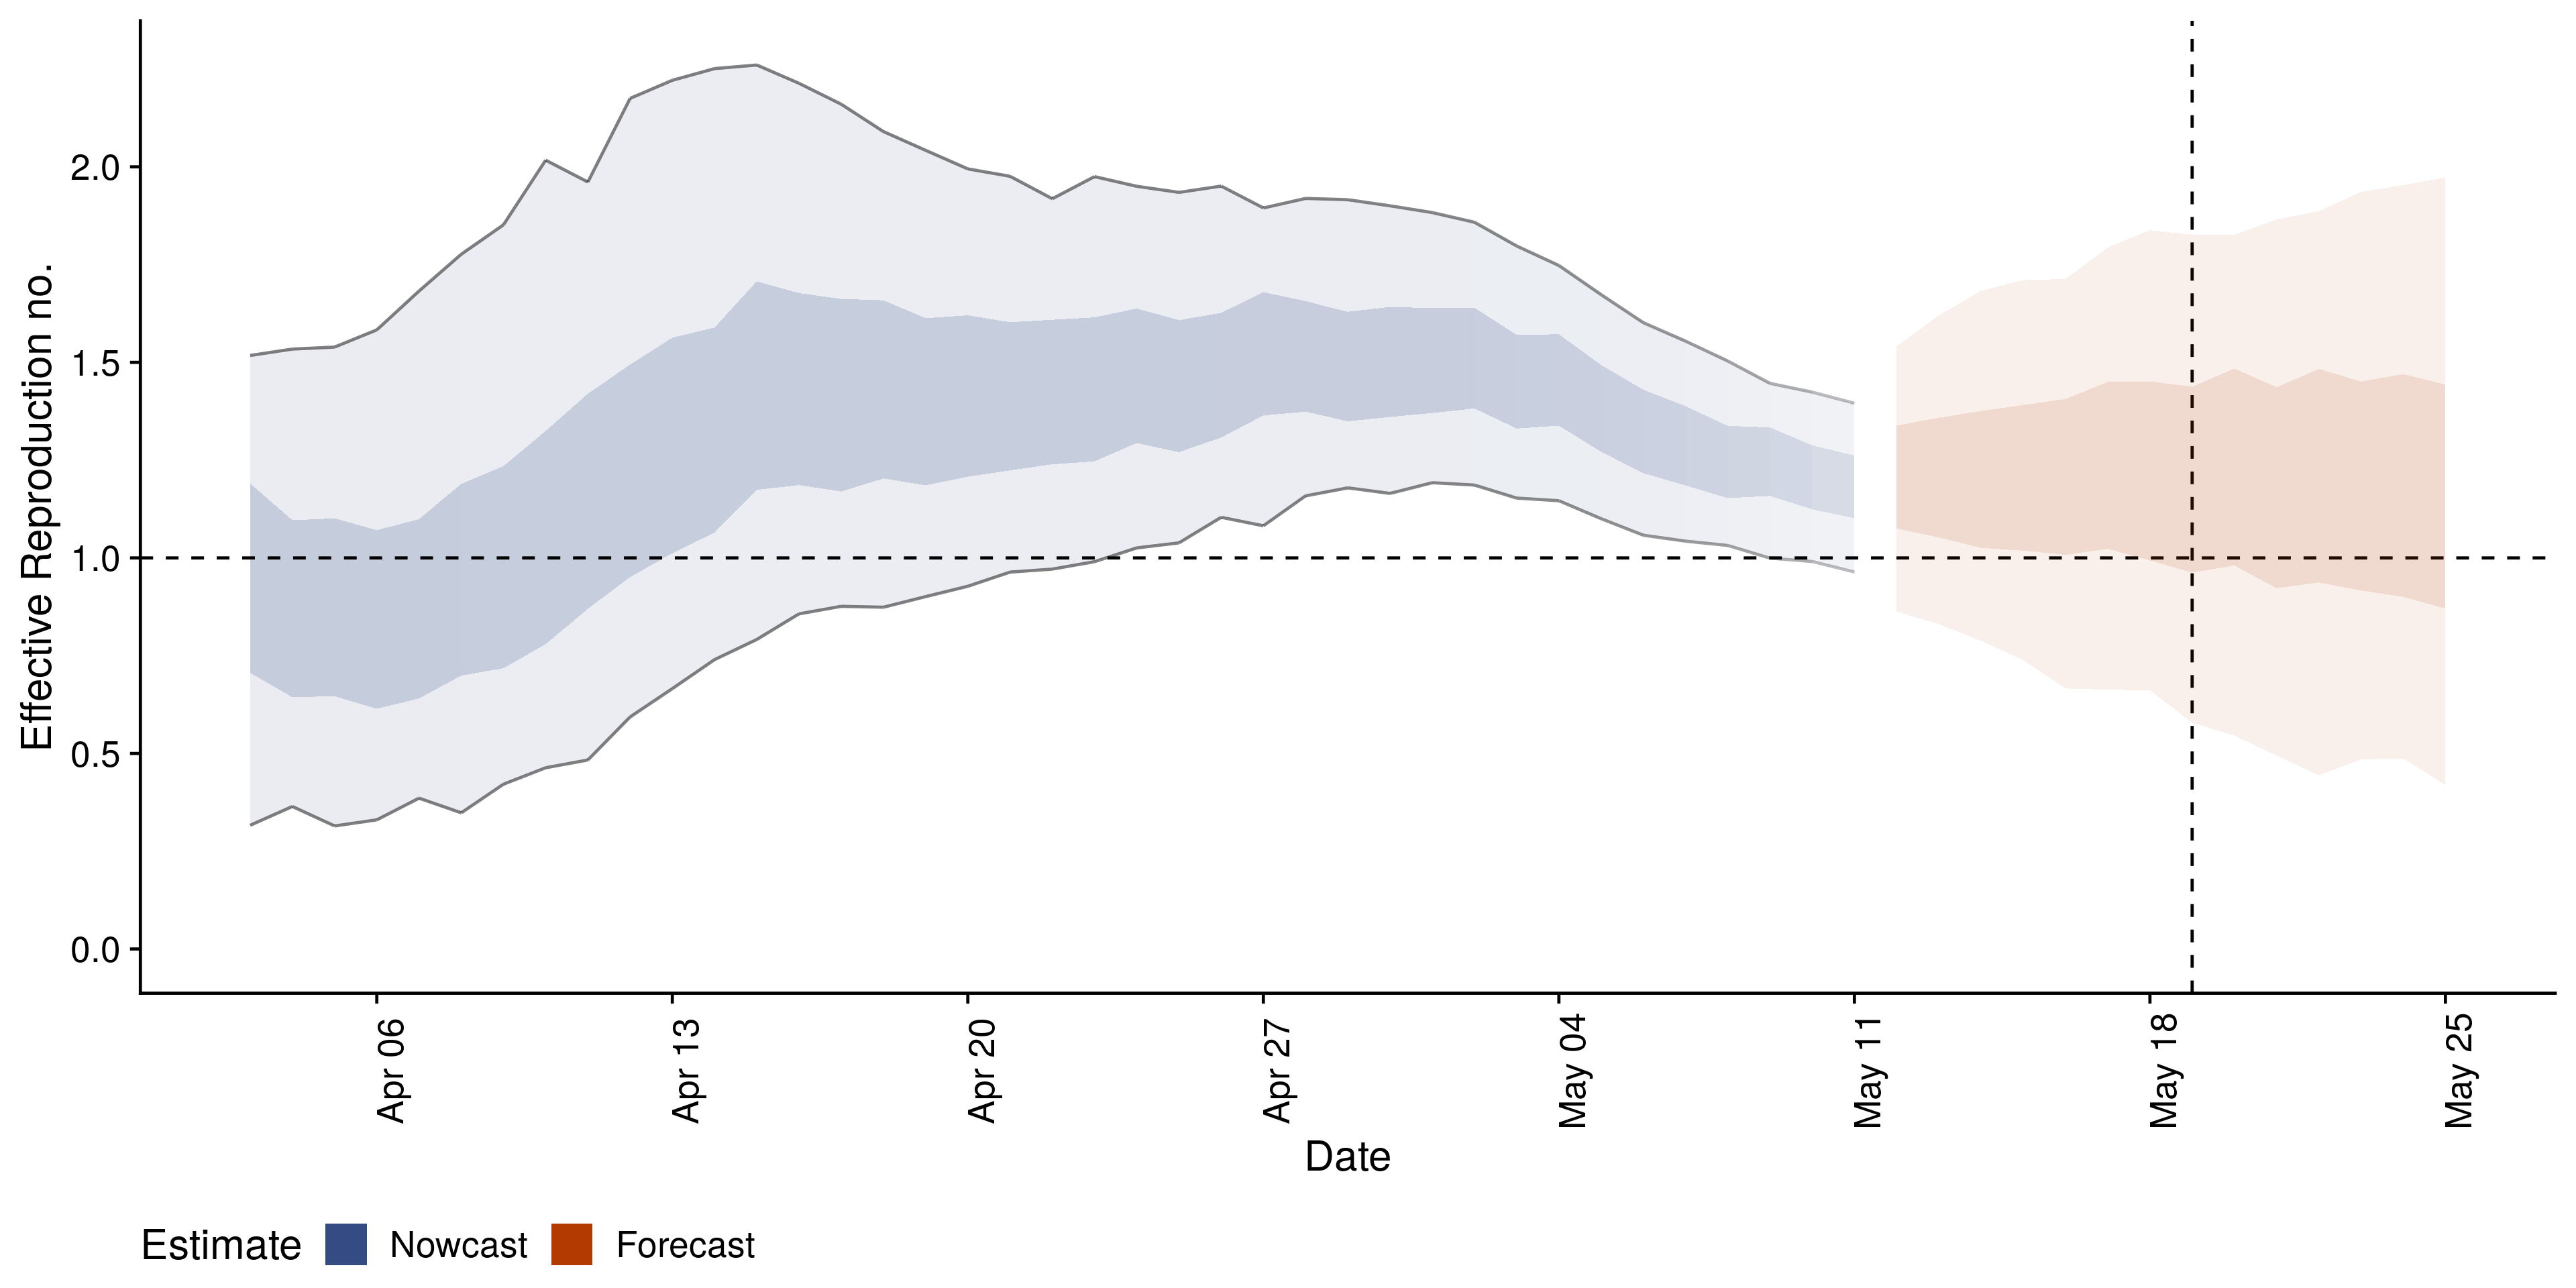 Effective Reproduction no.
2.0
1.5
1.0
0.5
0.0
Apr 06
Apr 13
Apr 20
Apr 27
May 04
May 11
May 18
May 25
Date
Estimate Nowcast Forecast